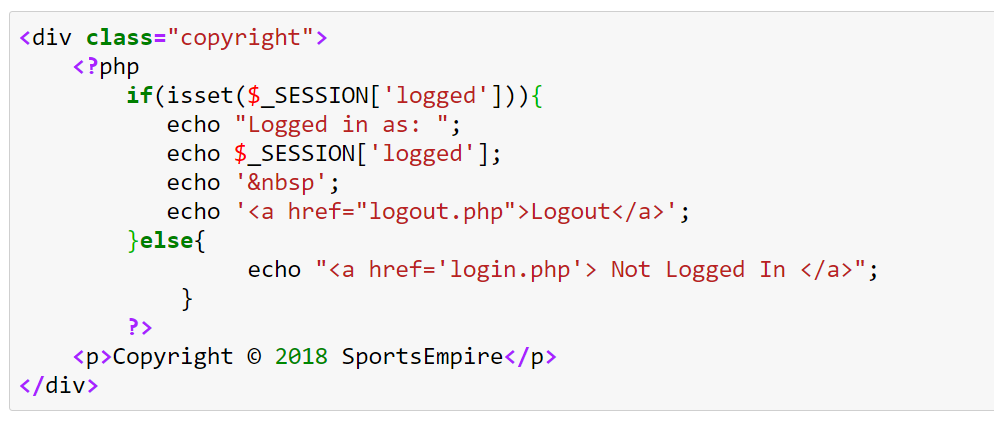 <div class="copyright">
    <?php
        if(isset($_SESSION['logged'])){
           echo "Logged in as: ";
           echo $_SESSION['logged'];
           echo '&nbsp';
           echo '<a href="logout.php">Logout</a>';
        }else{
                 echo "<a href='login.php'> Not Logged In </a>";
            }
        ?>
    <p>Copyright © 2018 SportsEmpire</p>
</div>